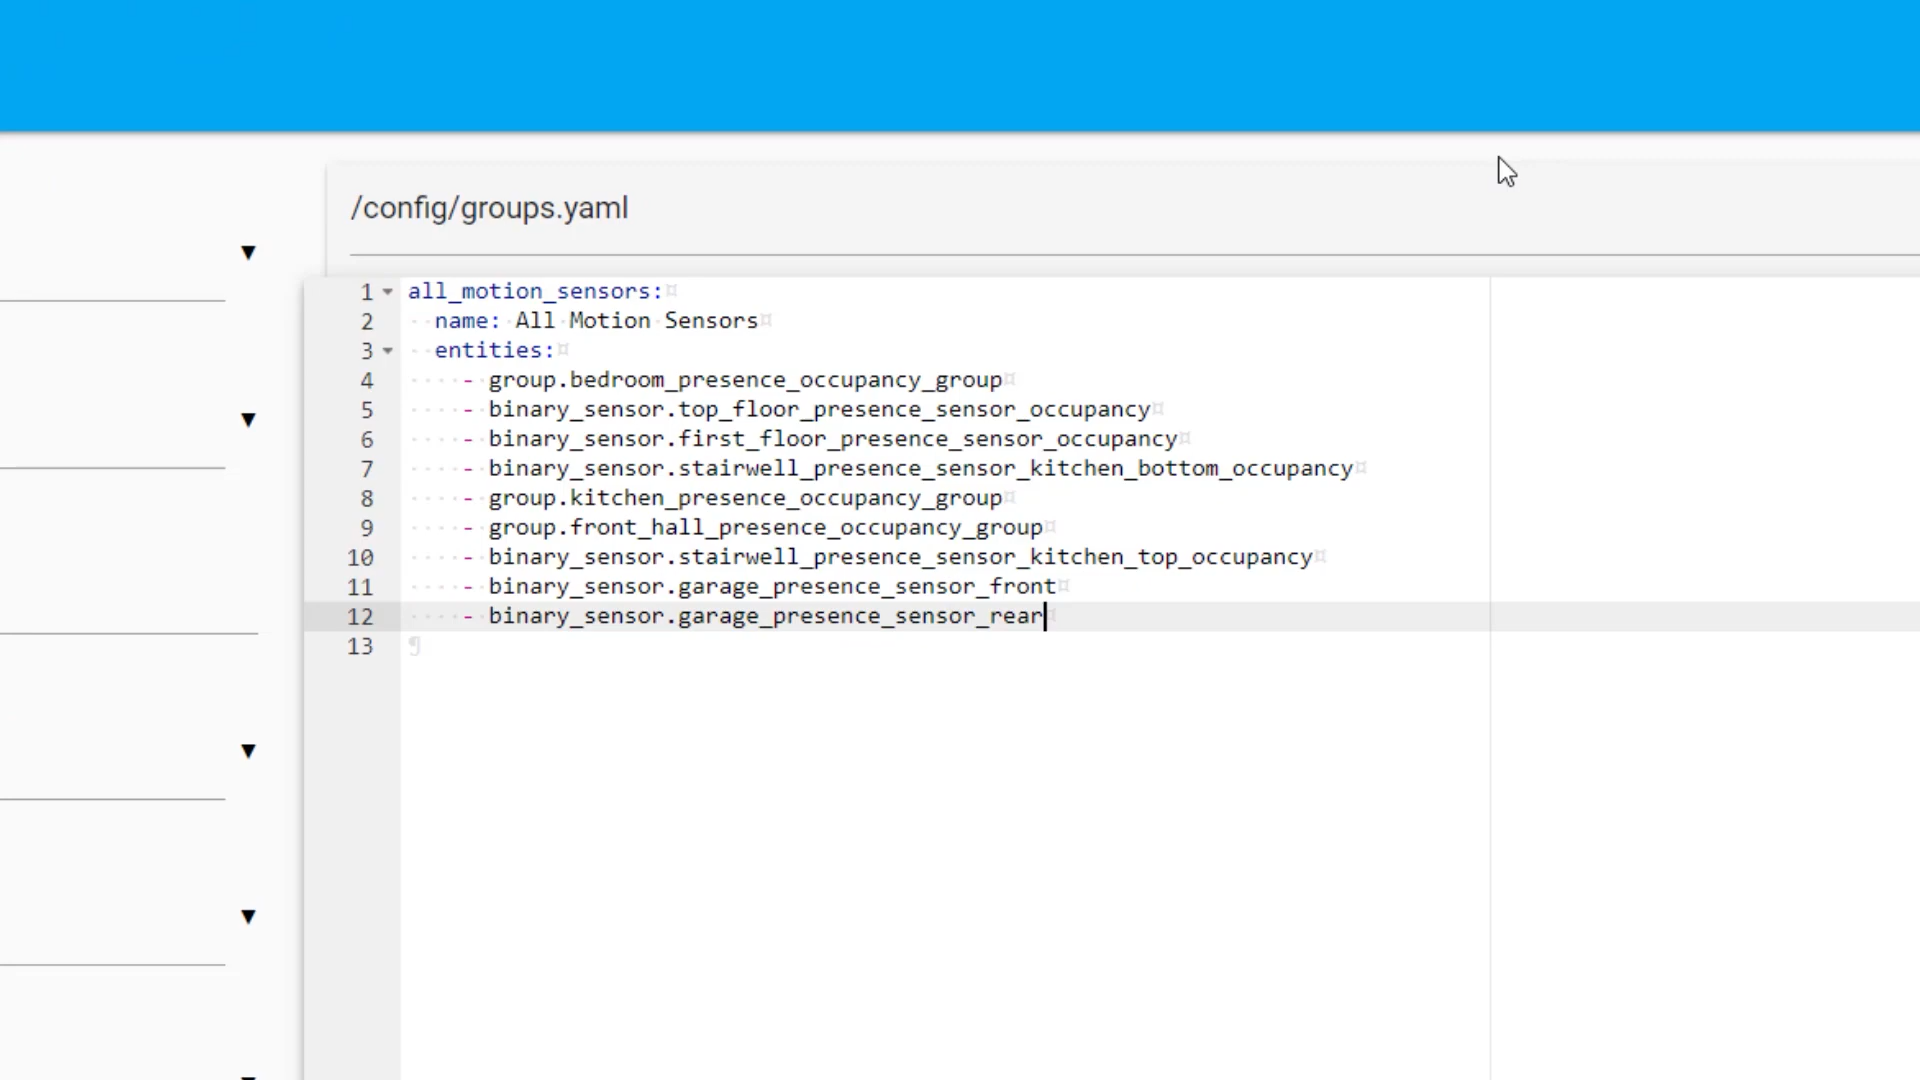 /config/groups.yaml
1 all_motion_sensors:
2 name: All Motion Sensors
3 entities:
4 - group.bedroom_presence_occupancy_group
5 - binary_sensor.top_floor_presence_sensor_occupancy
6 - binary_sensor.first_floor_presence_sensor_occupancy
7 - binary_sensor.stairwell_presence_sensor_kitchen_bottom_occupancy
8 - group.kitchen_presence_occupancy_group
9 - group.front_hall_presence_occupancy_group
10 - binary_sensor.stairwell_presence_sensor_kitchen_top_occupancy
11 - binary_sensor.garage_presence_sensor_front
12 - binary_sensor.garage_presence_sensor_rear
13